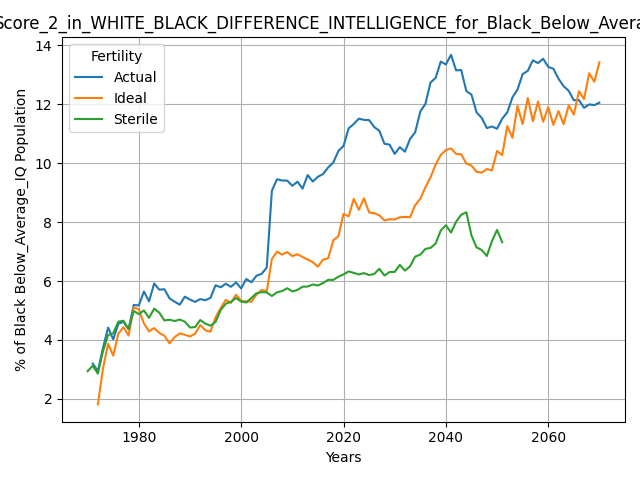 Score_2_in_WHITE_BLACK_DIFFERENCE_INTELLIGENCE_for_Black_Below_Avera
Fertility
Actual
Ideal
Sterile
% of Black Below_Average_IQ Population
14
12
10
8
6
4
2
1980
2000
2020
2040
2060
Years